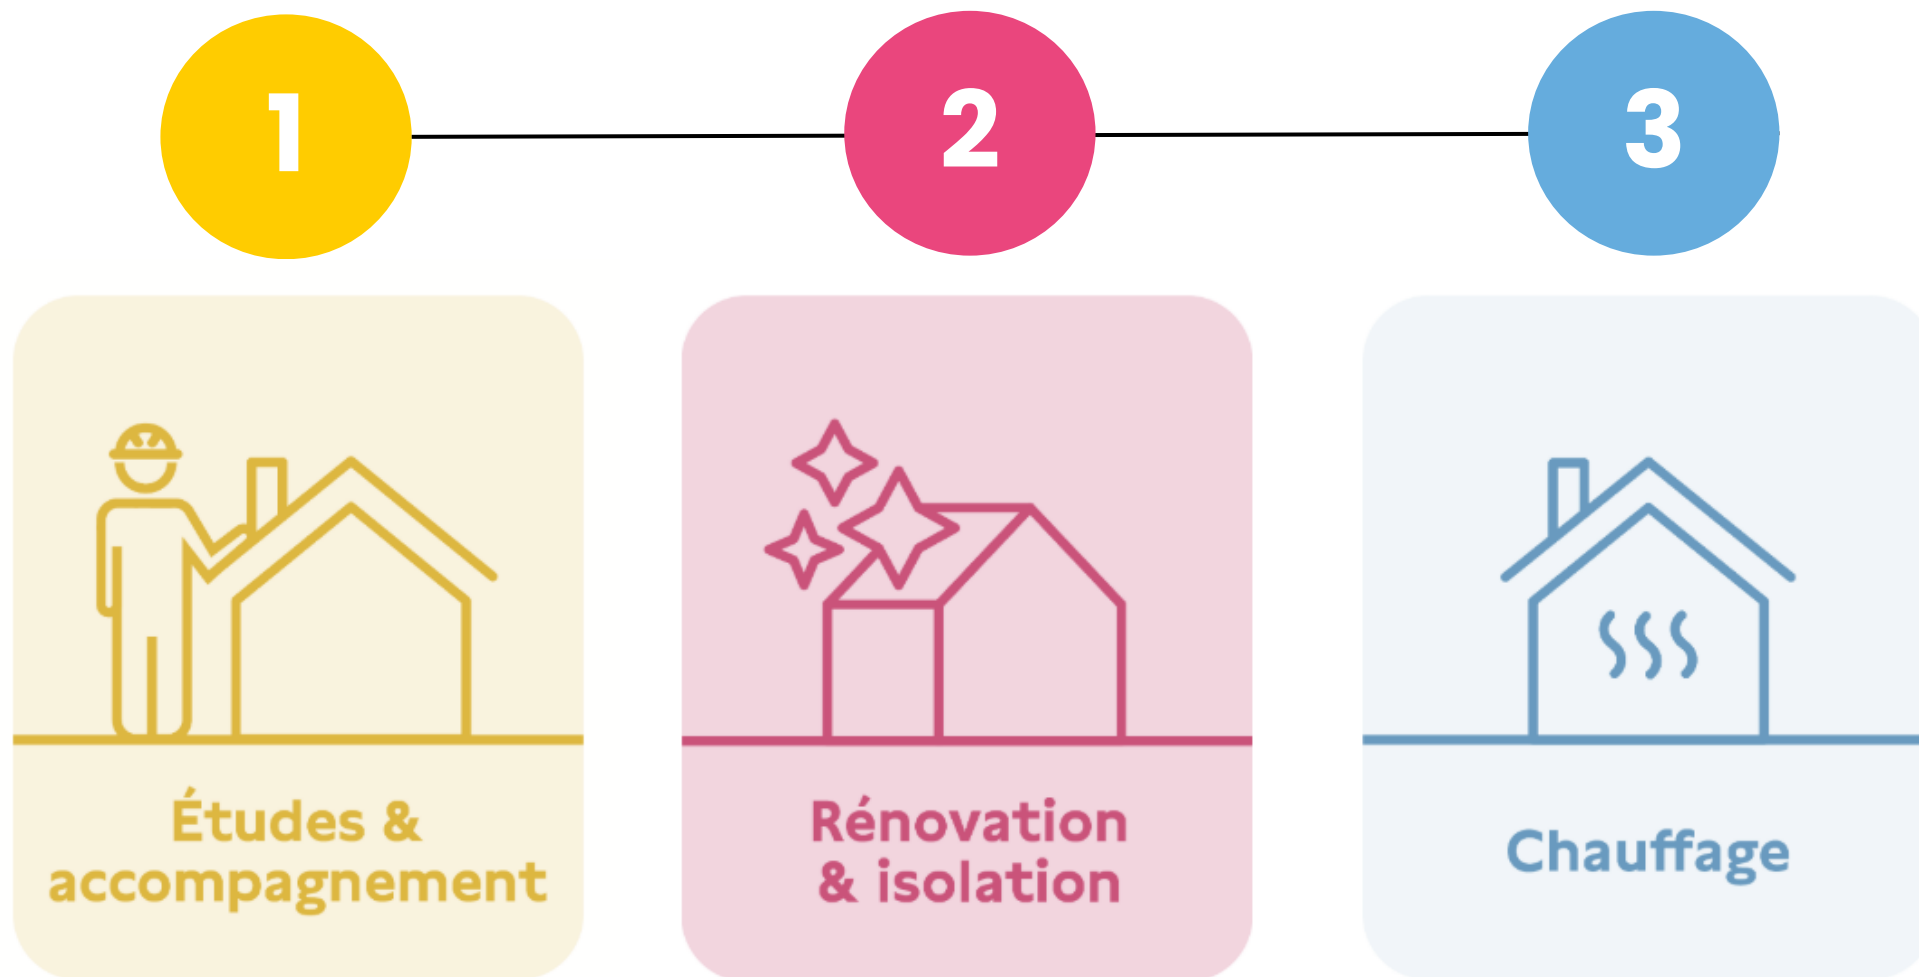 1
2
3
Études &
accompagnement
Rénovation
& isolation
Chauffage